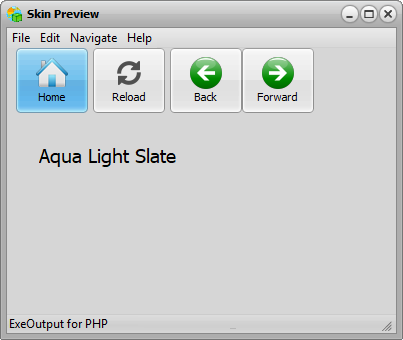 Skin Preview
File Edit Navigate Help
Home Reload Back Forward
Aqua Light Slate
ExeOutput for PHP